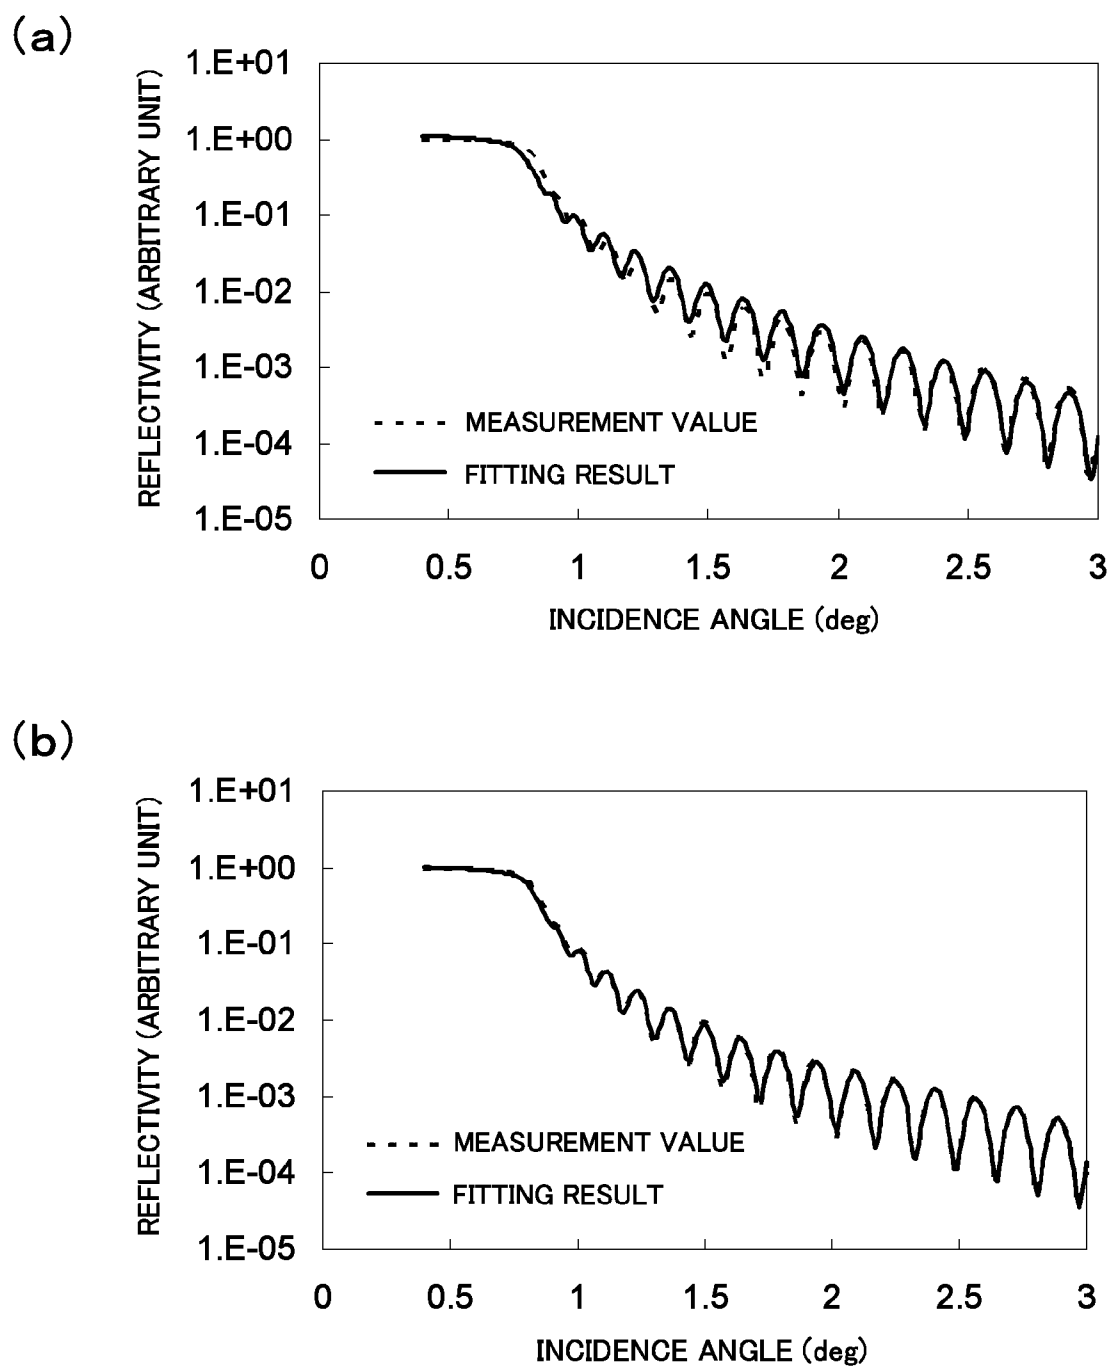 (a)
REFLECTIVITY (ARBITRARY UNIT)
1.E+01
1.E+00
1.E-01
1.E-02
1.E-03
1.E-04
1.E-05
MEASUREMENT VALUE
FITTING RESULT
0 0.5 1 1.5 2 2.5 3
INCIDENCE ANGLE (deg)
(b)
REFLECTIVITY (ARBITRARY UNIT)
1.E+01
1.E+00
1.E-01
1.E-02
1.E-03
1.E-04
1.E-05
MEASUREMENT VALUE
FITTING RESULT
0 0.5 1 1.5 2 2.5 3
INCIDENCE ANGLE (deg)